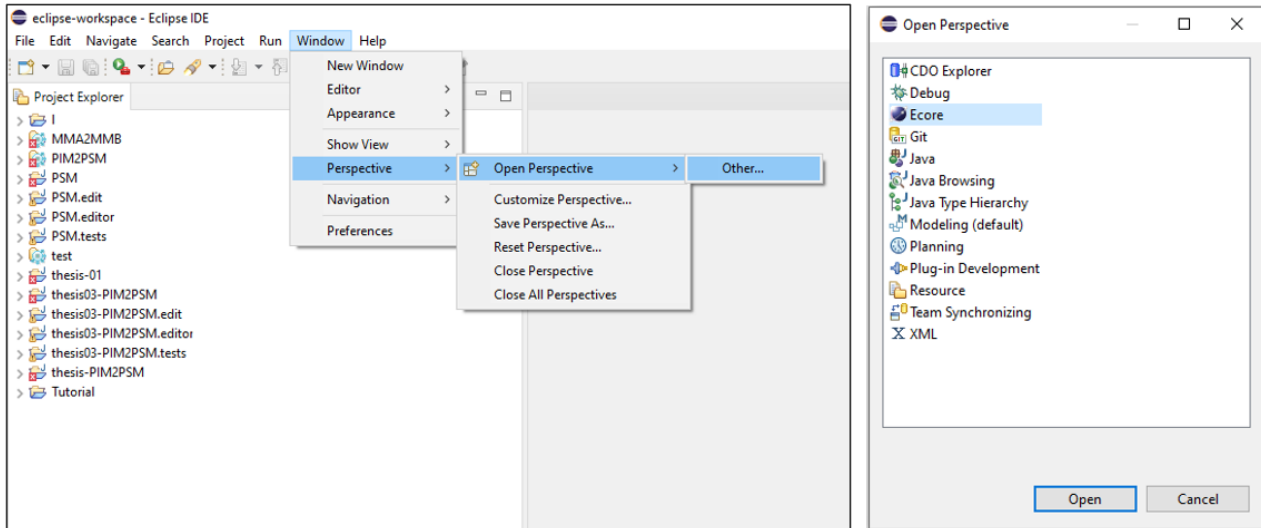 eclipse-workspace - Eclipse IDE
File Edit Navigate Search Project Run Window Help
Project Explorer
I
MMA2MMB
PIM2PSM
PSM
PSM.edit
PSM.editor
PSM.tests
test
thesis-01
thesis03-PIM2PSM
thesis03-PIM2PSM.edit
thesis03-PIM2PSM.editor
thesis03-PIM2PSM.tests
thesis-PIM2PSM
Tutorial
New Window
Editor
Appearance
Show View
Perspective
Navigation
Preferences
Open Perspective
Customize Perspective...
Save Perspective As...
Reset Perspective...
Close Perspective
Close All Perspectives
Other...
Open Perspective
CDO Explorer
Debug
Ecore
Git
Java
Java Browsing
Java Type Hierarchy
Modeling (default)
Planning
Plug-in Development
Resource
Team Synchronizing
XML
Open Cancel